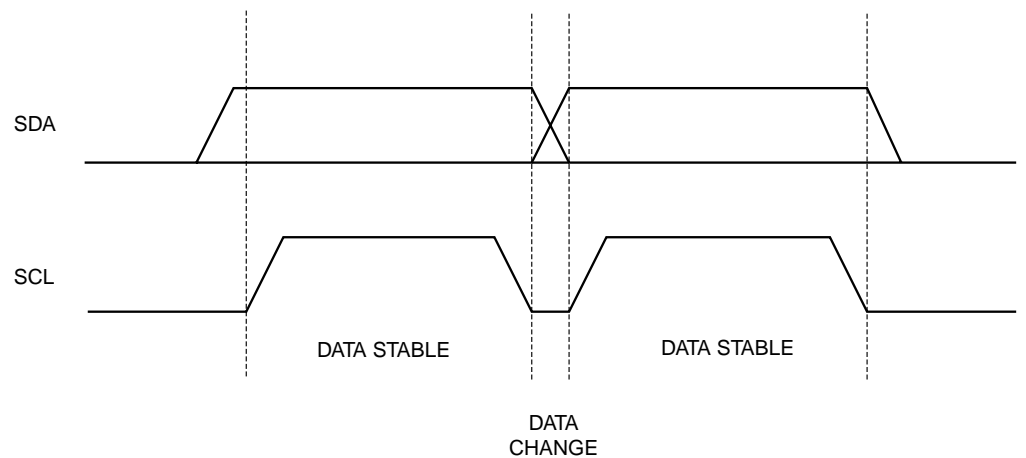 SDA
SCL
DATA STABLE
DATA STABLE
DATA
CHANGE